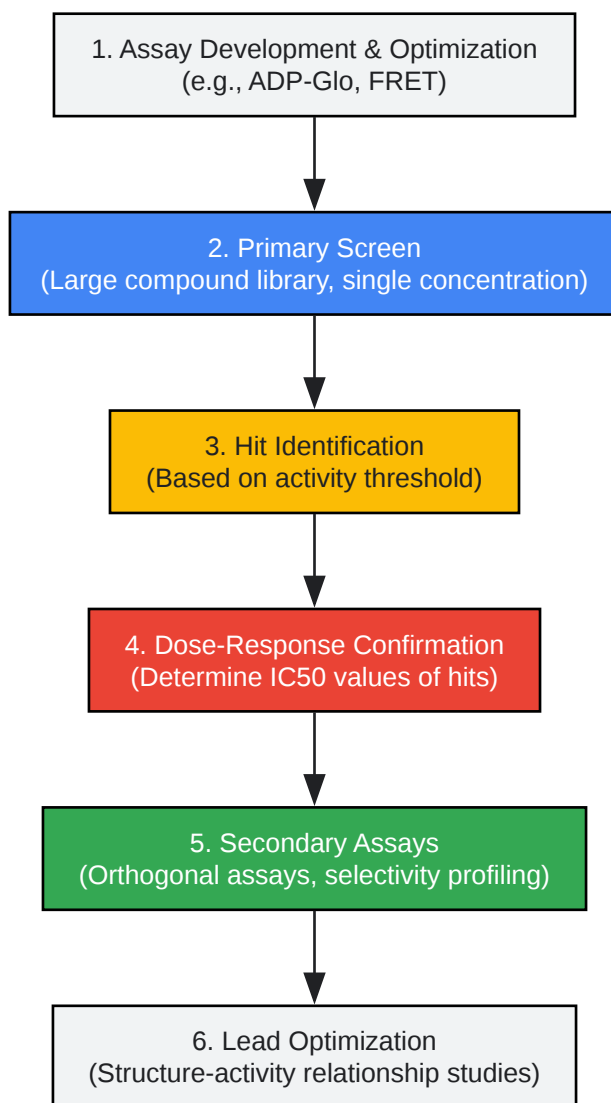 1. Assay Development & Optimization
(e.g., ADP-Glo, FRET)
2. Primary Screen
(Large compound library, single concentration)
3. Hit Identification
(Based on activity threshold)
4. Dose-Response Confirmation
(Determine IC50 values of hits)
5. Secondary Assays
(Orthogonal assays, selectivity profiling)
6. Lead Optimization
(Structure-activity relationship studies)